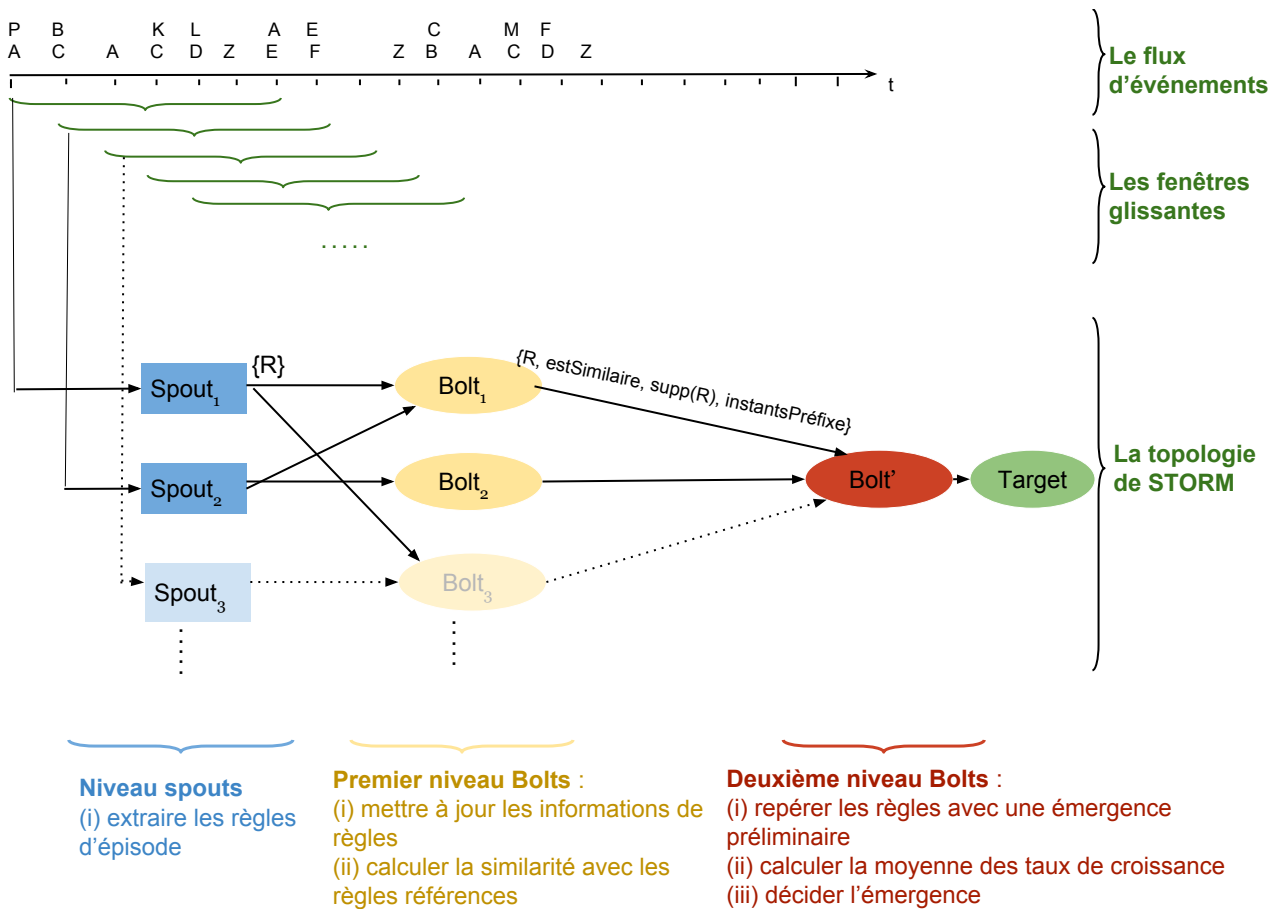 P B K L A E C M F
A C A C D Z E F Z B A C D Z
t
Le flux
d’événements
Les fenêtres
glissantes
.....
{R}
{R, estSimilaire, supp(R), instantsPréfixe}
Spout1
Bolt1
Spout2
Bolt2
Bolt’
Target
La topologie
de STORM
Spout3
Bolt3
Niveau spouts
(i) extraire les règles
d’épisode
Premier niveau Bolts :
(i) mettre à jour les informations de
règles
(ii) calculer la similarité avec les
règles références
Deuxième niveau Bolts :
(i) repérer les règles avec une émergence
préliminaire
(ii) calculer la moyenne des taux de croissance
(iii) décider l’émergence